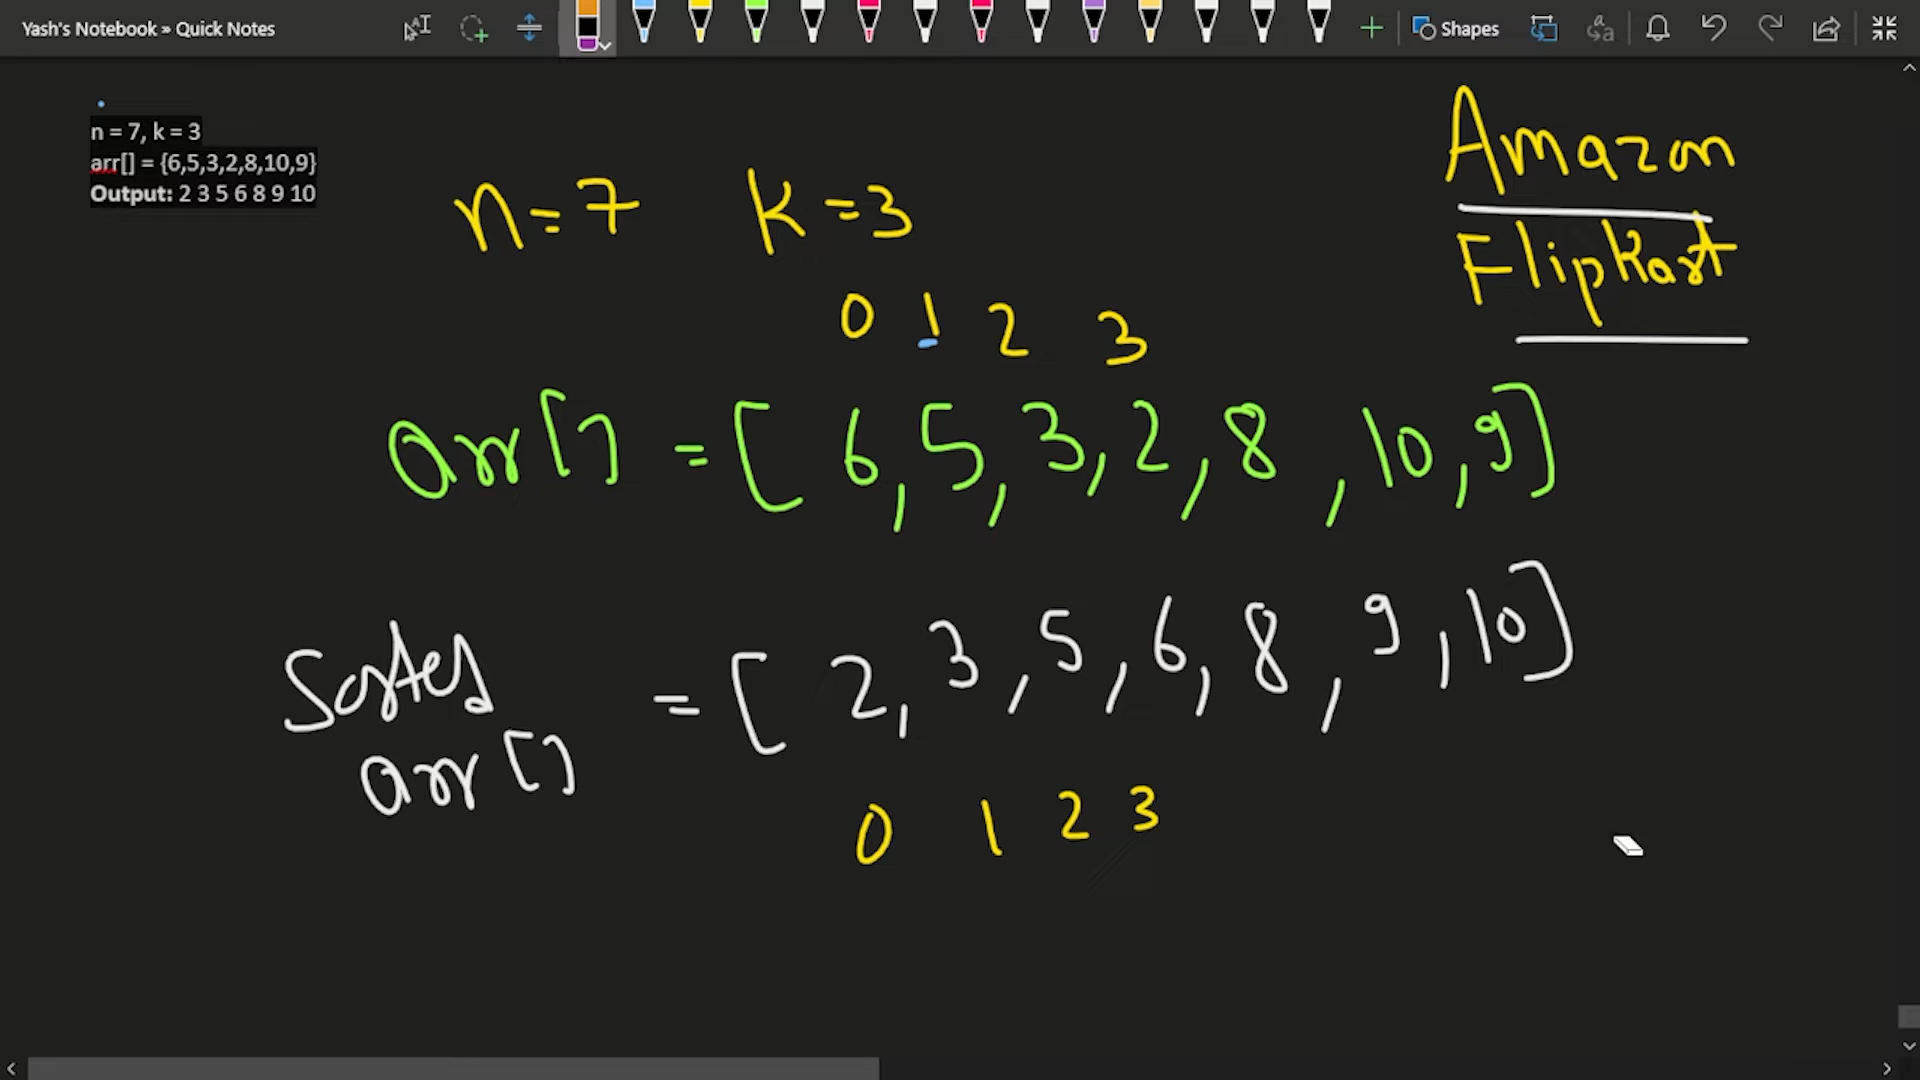 Yash's Notebook » Quick Notes
Shapes
n = 7, k = 3
arr[] = {6,5,3,2,8,10,9}
Output: 2 3 5 6 8 9 10
Amazon
Flipkart
n=7 k=3
0 1 2 3
arr[] = [6,5,3,2,8,10,9]
Sorted
arr[] = [2,3,5,6,8,9,10]
0 1 2 3